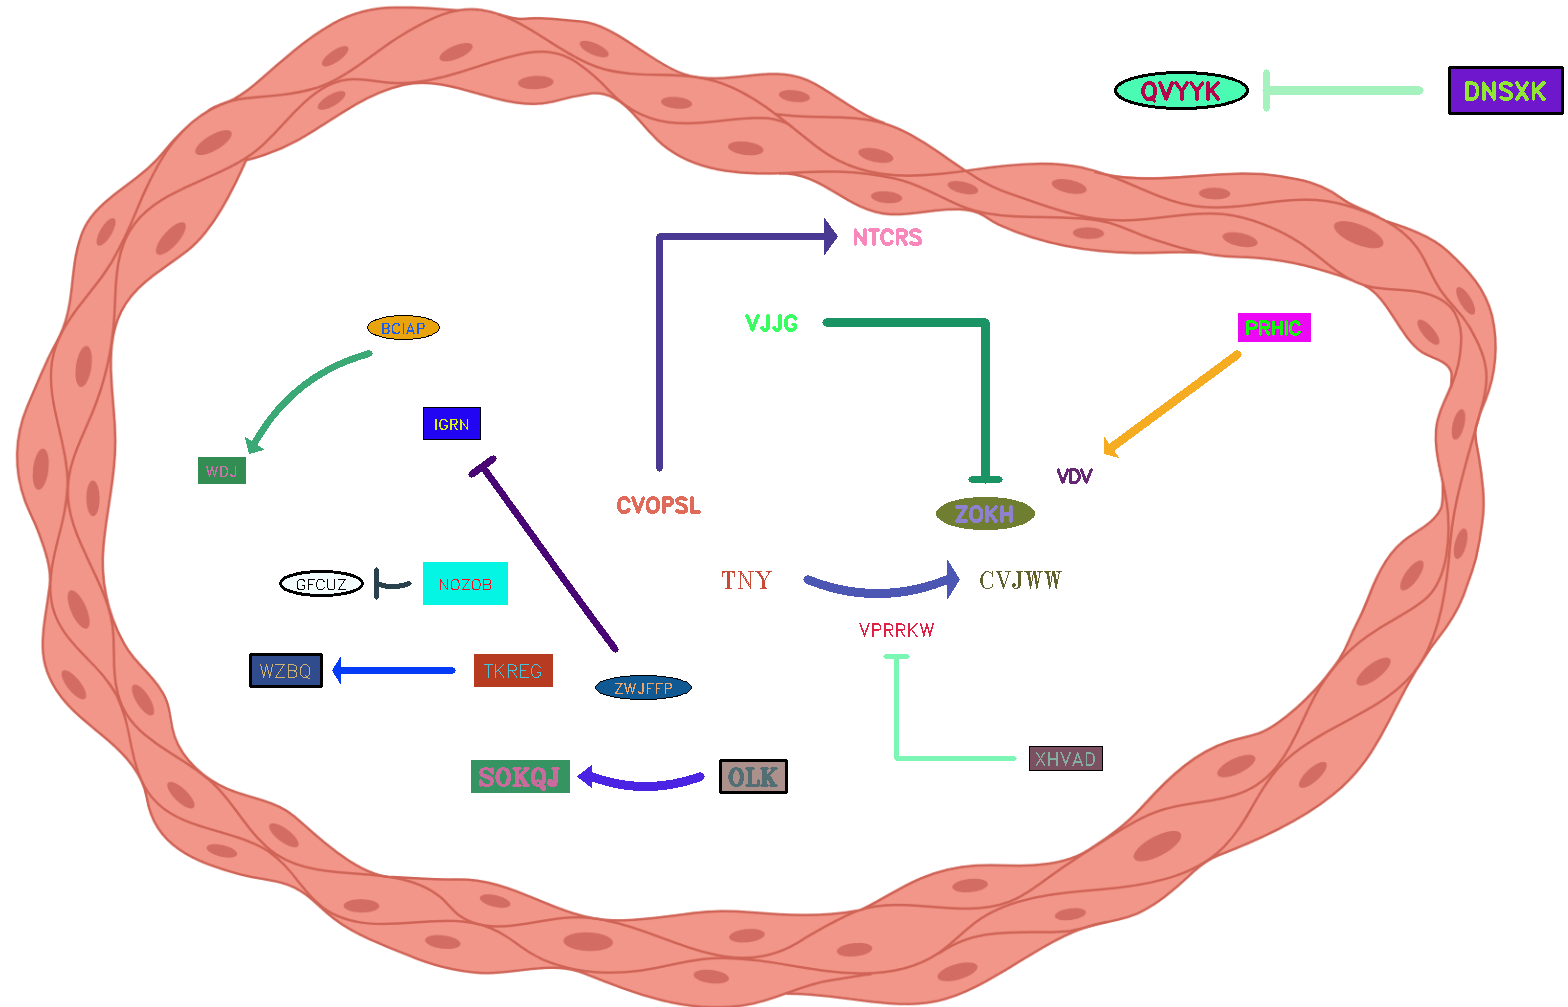 QVYYK
DNSXK
NTCRS
VJJG
BCIAP
PRHIC
IGRN
WDJ
VDV
CVOPSL
ZOKH
GFCUZ
NOZOB
TNY
CVJWW
VPRRKW
WZBQ
TKREG
ZWJFFP
XHVAD
SOKQJ
OLK